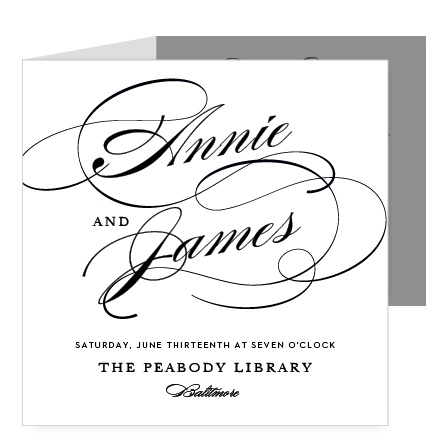 Annie
AND
James
SATURDAY, JUNE THIRTEENTH AT SEVEN O'CLOCK
THE PEABODY LIBRARY
Baltimore